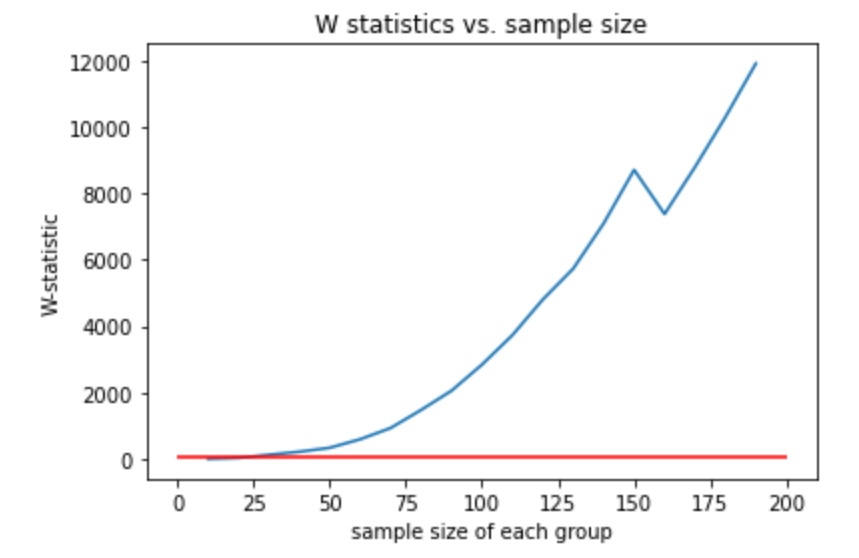 W statistics vs. sample size
12000
10000
8000
6000
4000
2000
0
W-statistic
0 25 50 75 100 125 150 175 200
sample size of each group